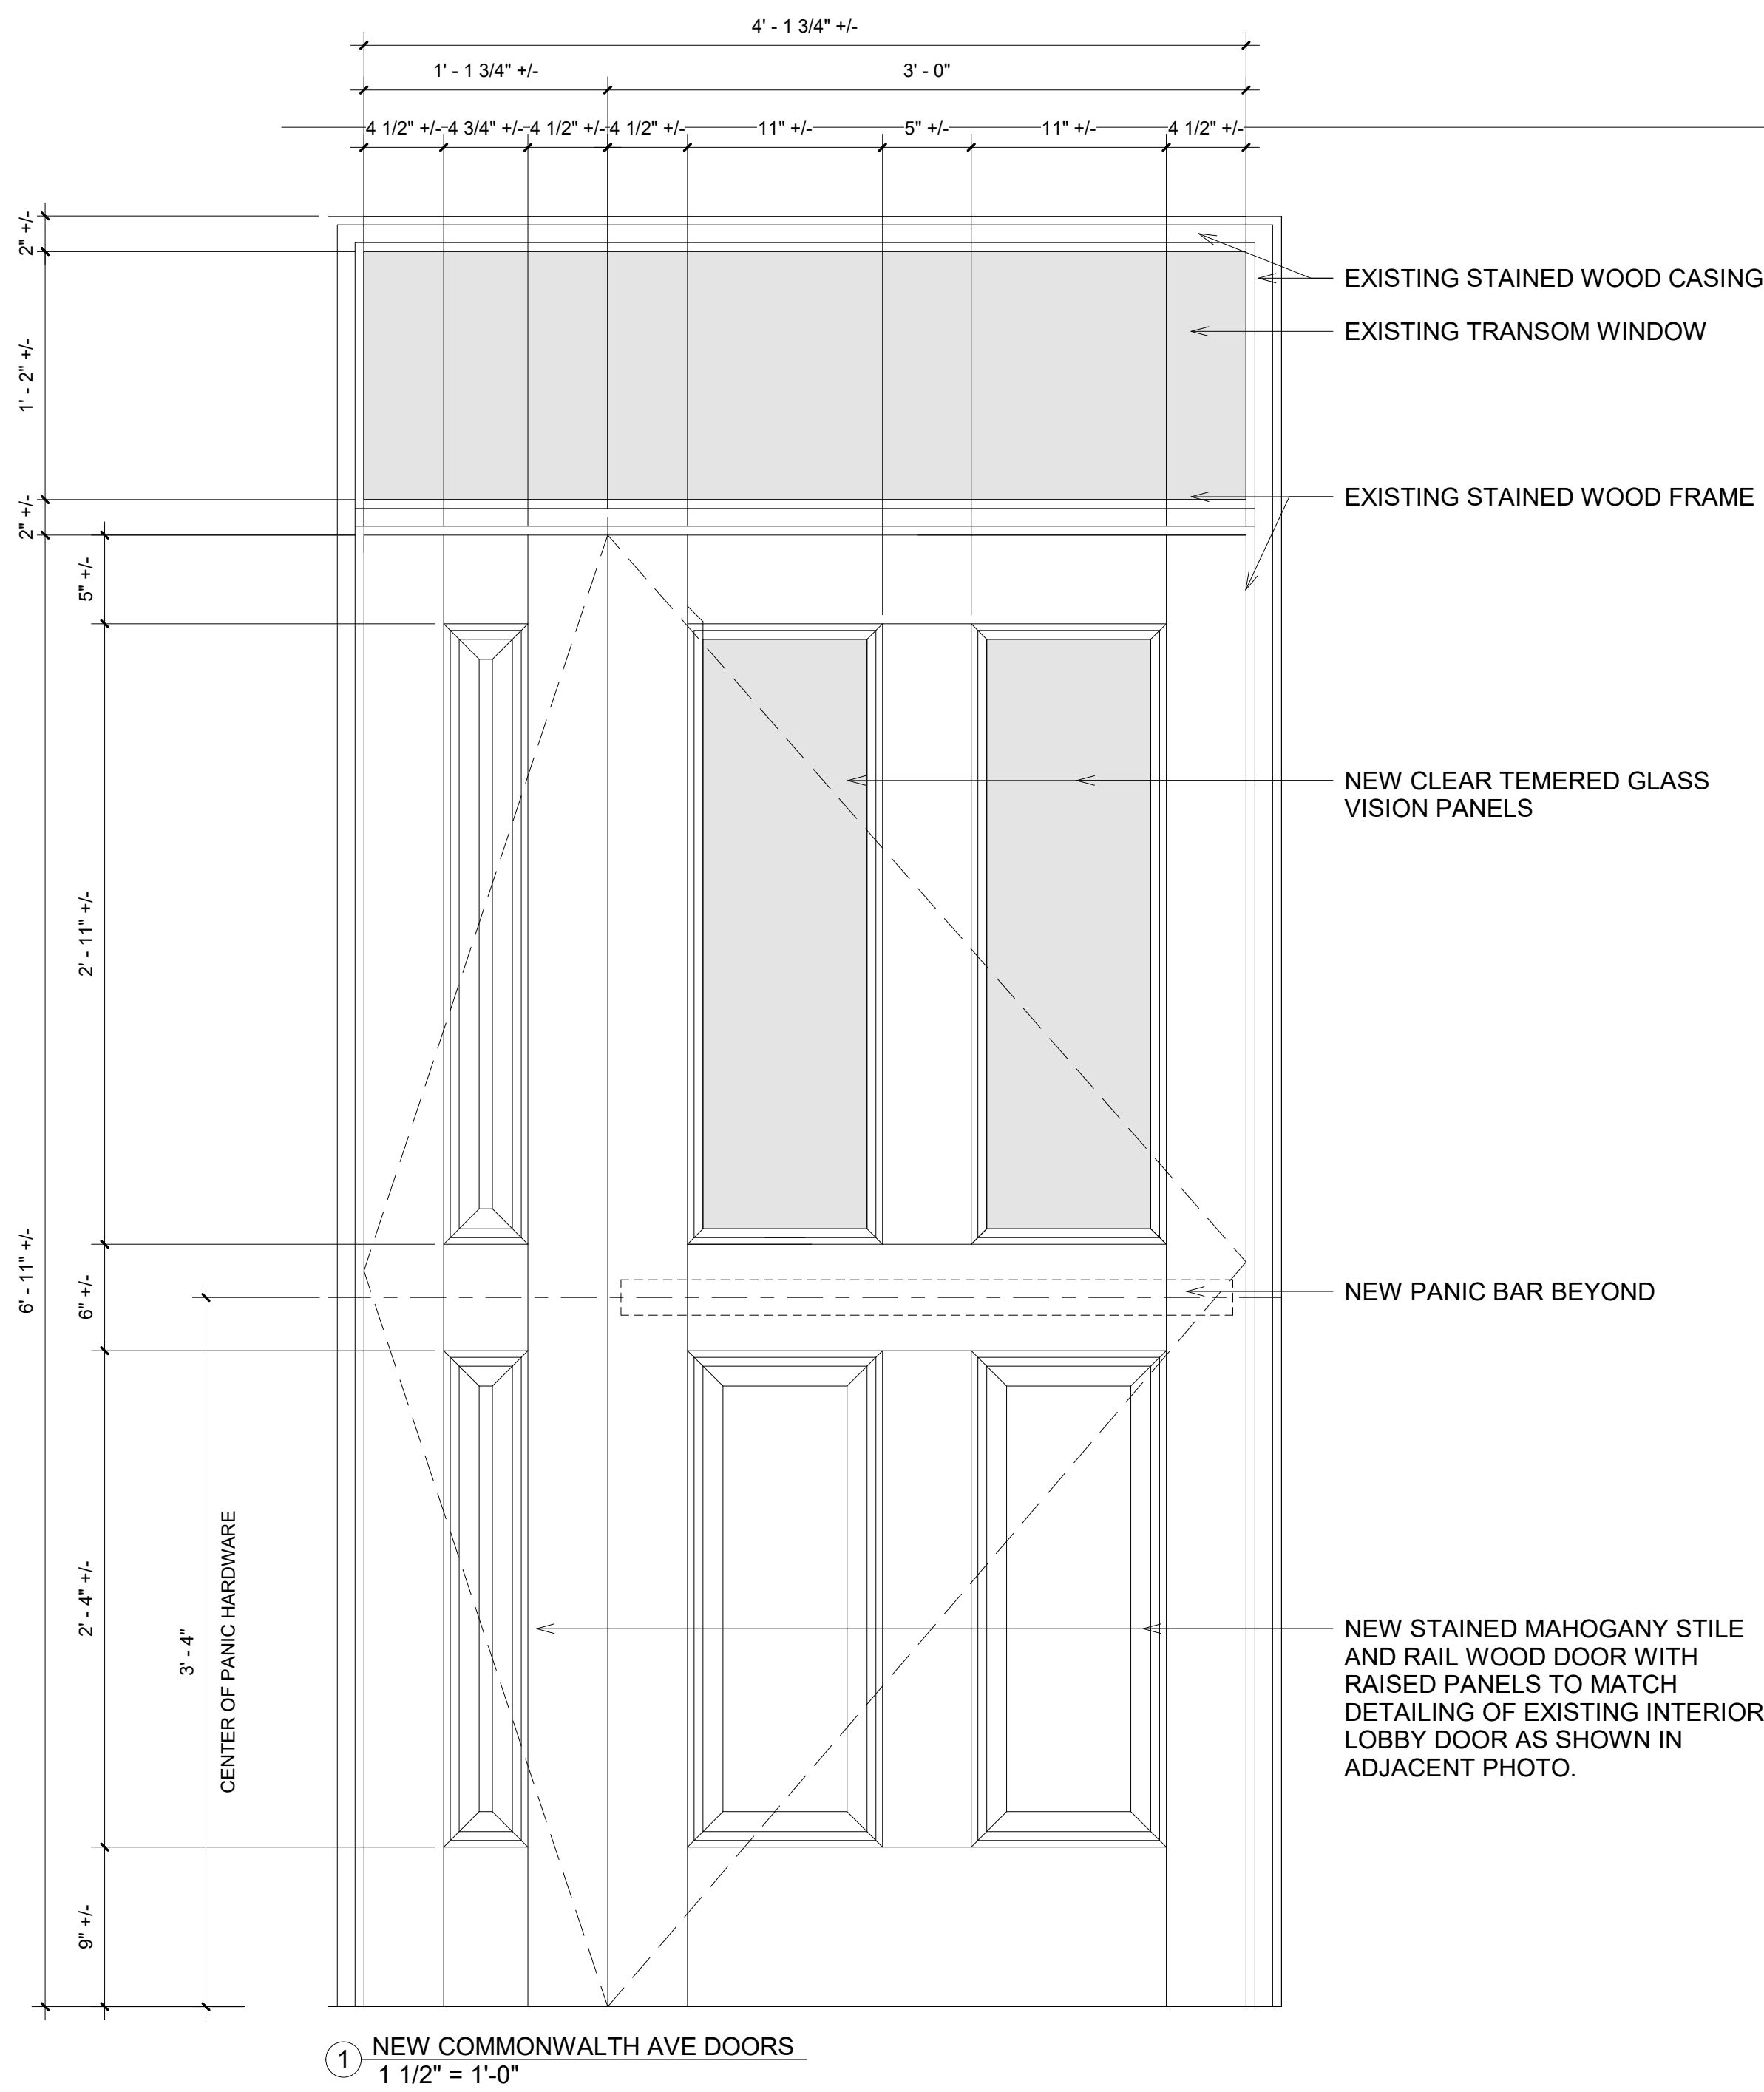 4' - 1 3/4" +/-
1' - 1 3/4" +/-
3' - 0"
4 1/2" +/-
4 3/4" +/-
4 1/2" +/-
4 1/2" +/-
11" +/-
5" +/-
11" +/-
4 1/2" +/-
2" +/-
1' - 2" +/-
2" +/-
6' - 11" +/-
5" +/-
2' - 11" +/-
6" +/-
2' - 4" +/-
9" +/-
3' - 4"
CENTER OF PANIC HARDWARE
EXISTING STAINED WOOD CASING
EXISTING TRANSOM WINDOW
EXISTING STAINED WOOD FRAME
NEW CLEAR TEMERED GLASS
VISION PANELS
NEW PANIC BAR BEYOND
NEW STAINED MAHOGANY STILE
AND RAIL WOOD DOOR WITH
RAISED PANELS TO MATCH
DETAILING OF EXISTING INTERIOR
LOBBY DOOR AS SHOWN IN
ADJACENT PHOTO.
1
NEW COMMONWALTH AVE DOORS
1 1/2" = 1'-0"